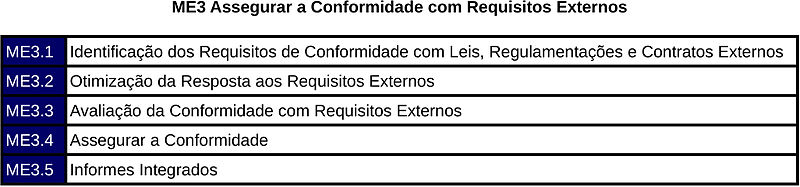 ME3 Assegurar a Conformidade com Requisitos Externos
ME3.1 Identificação dos Requisitos de Conformidade com Leis, Regulamentações e Contratos Externos
ME3.2 Otimização da Resposta aos Requisitos Externos
ME3.3 Avaliação da Conformidade com Requisitos Externos
ME3.4 Assegurar a Conformidade
ME3.5 Informes Integrados